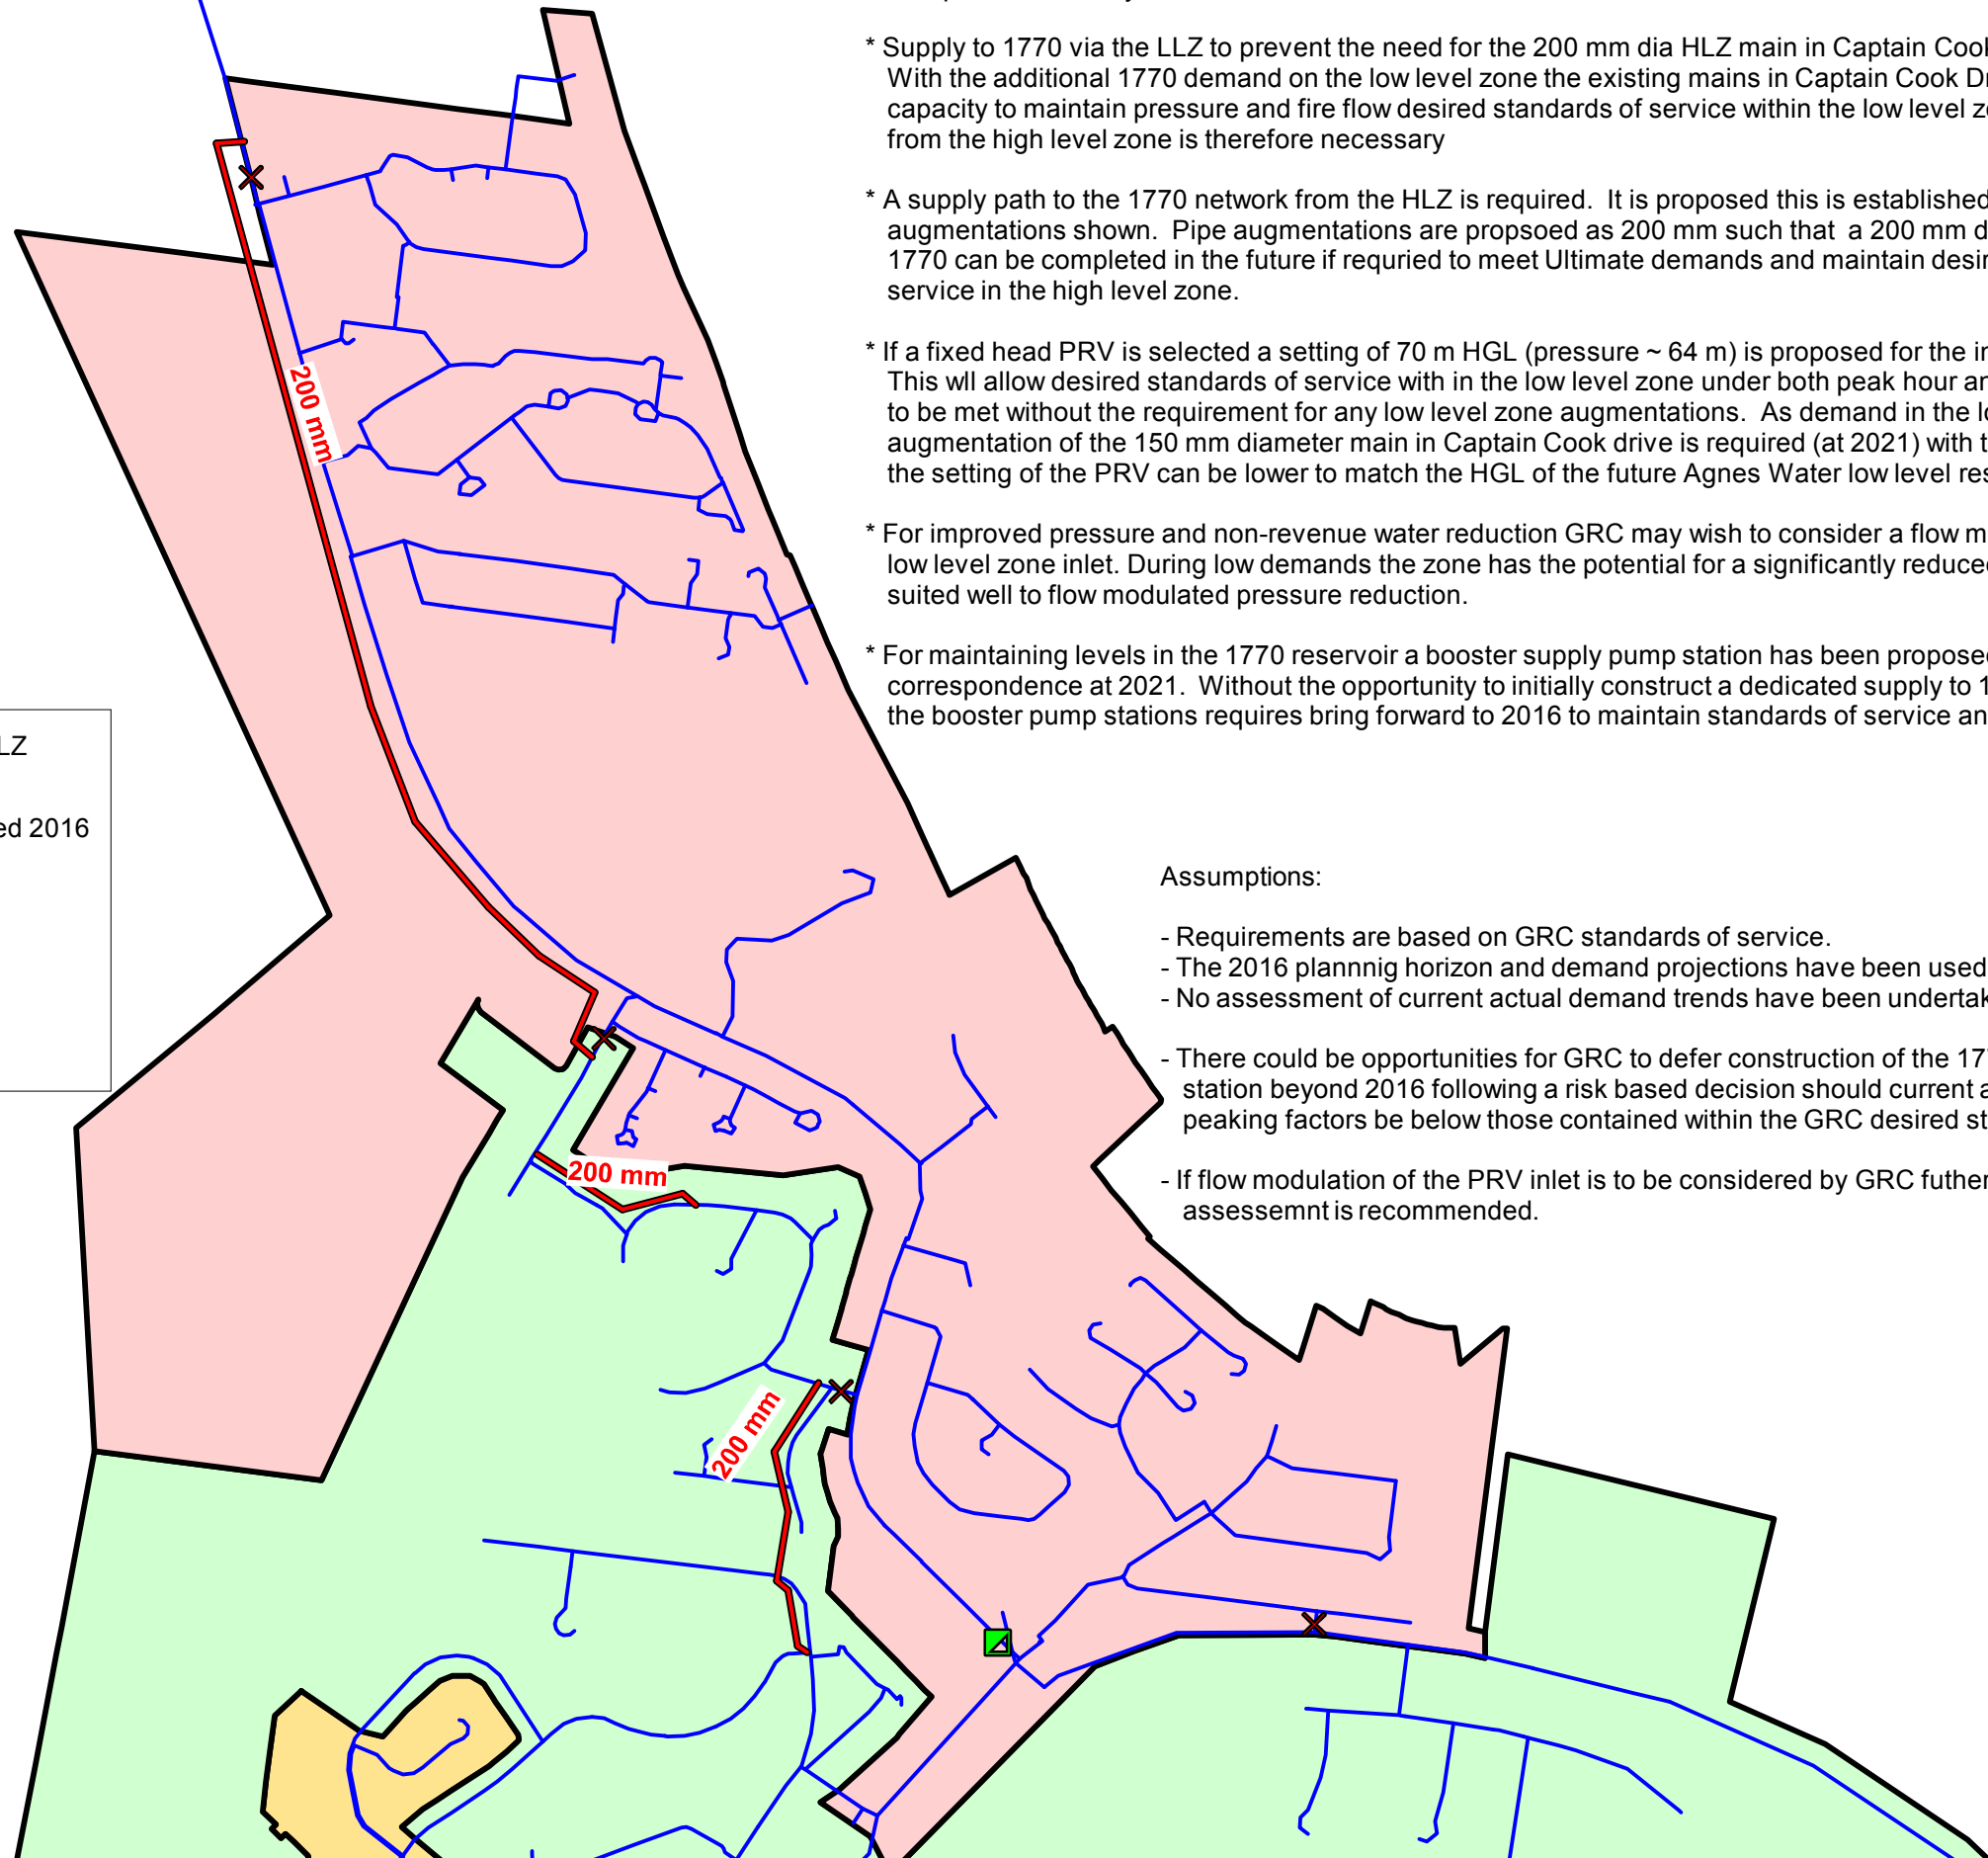 * Supply to 1770 via the LLZ to prevent the need for the 200 mm dia HLZ main in Captain
With the additional 1770 demand on the low level zone the existing mains in Captain Cook
capacity to maintain pressure and fire flow desired standards of service within the low level
from the high level zone is therefore necessary
* A supply path to the 1770 network from the HLZ is required.  It is proposed this is established
augmentations shown.  Pipe augmentations are propsoed as 200 mm such that  a 200 mm
1770 can be completed in the future if requried to meet Ultimate demands and maintain
service in the high level zone.
* If a fixed head PRV is selected a setting of 70 m HGL (pressure ~ 64 m) is proposed for the
This wll allow desired standards of service with in the low level zone under both peak hour
to be met without the requirement for any low level zone augmentations.  As demand in the
augmentation of the 150 mm diameter main in Captain Cook drive is required (at 2021) with
the setting of the PRV can be lower to match the HGL of the future Agnes Water low level
* For improved pressure and non-revenue water reduction GRC may wish to consider a flow
low level zone inlet. During low demands the zone has the potential for a significantly reduced
suited well to flow modulated pressure reduction.
* For maintaining levels in the 1770 reservoir a booster supply pump station has been proposed
correspondence at 2021.  Without the opportunity to initially construct a dedicated supply to
the booster pump stations requires bring forward to 2016 to maintain standards of service
LZ
ed 2016
Assumptions:
- Requirements are based on GRC standards of service.
- The 2016 plannnig horizon and demand projections have been used
- No assessment of current actual demand trends have been
- There could be opportunities for GRC to defer construction of the
station beyond 2016 following a risk based decision should current
peaking factors be below those contained within the GRC desired
- If flow modulation of the PRV inlet is to be considered by GRC futher
assessemnt is recommended.
200 mm
200 mm
200 mm